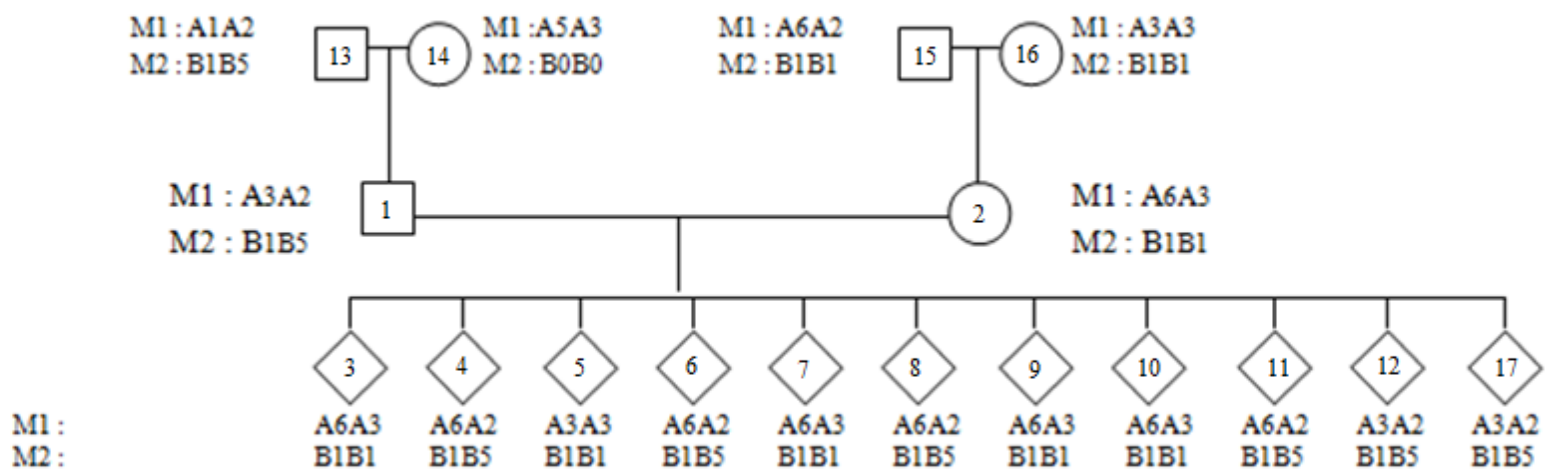 M1 : A1A2
M2 : B1B5
13
14
M1 :A5A3
M2 : B0B0
M1 : A6A2
M2 : B1B1
15
16
M1 : A3A3
M2 : B1B1
M1 : A3A2
M2 : B1B5
1
2
M1 : A6A3
M2 : B1B1
3 4 5 6 7 8 9 10 11 12 17
M1 : A6A3 A6A2 A3A3 A6A2 A6A3 A6A2 A6A3 A6A3 A6A2 A3A2 A3A2
M2 : B1B1 B1B5 B1B1 B1B5 B1B1 B1B5 B1B1 B1B1 B1B5 B1B5 B1B5